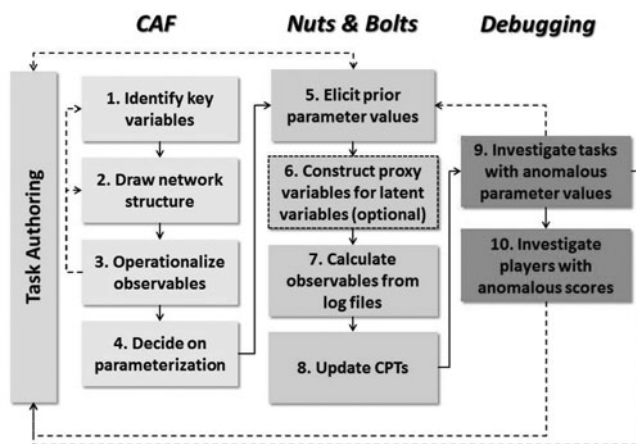 CAF
Nuts & Bolts
Debugging
Task Authoring
1. Identify key
variables
2. Draw network
structure
3. Operationalize
observables
4. Decide on
parameterization
5. Elicit prior
parameter values
6. Construct proxy
variables for latent
variables (optional)
7. Calculate
observables from
log files
8. Update CPTs
9. Investigate tasks
with anomalous
parameter values
10. Investigate
players with
anomalous scores